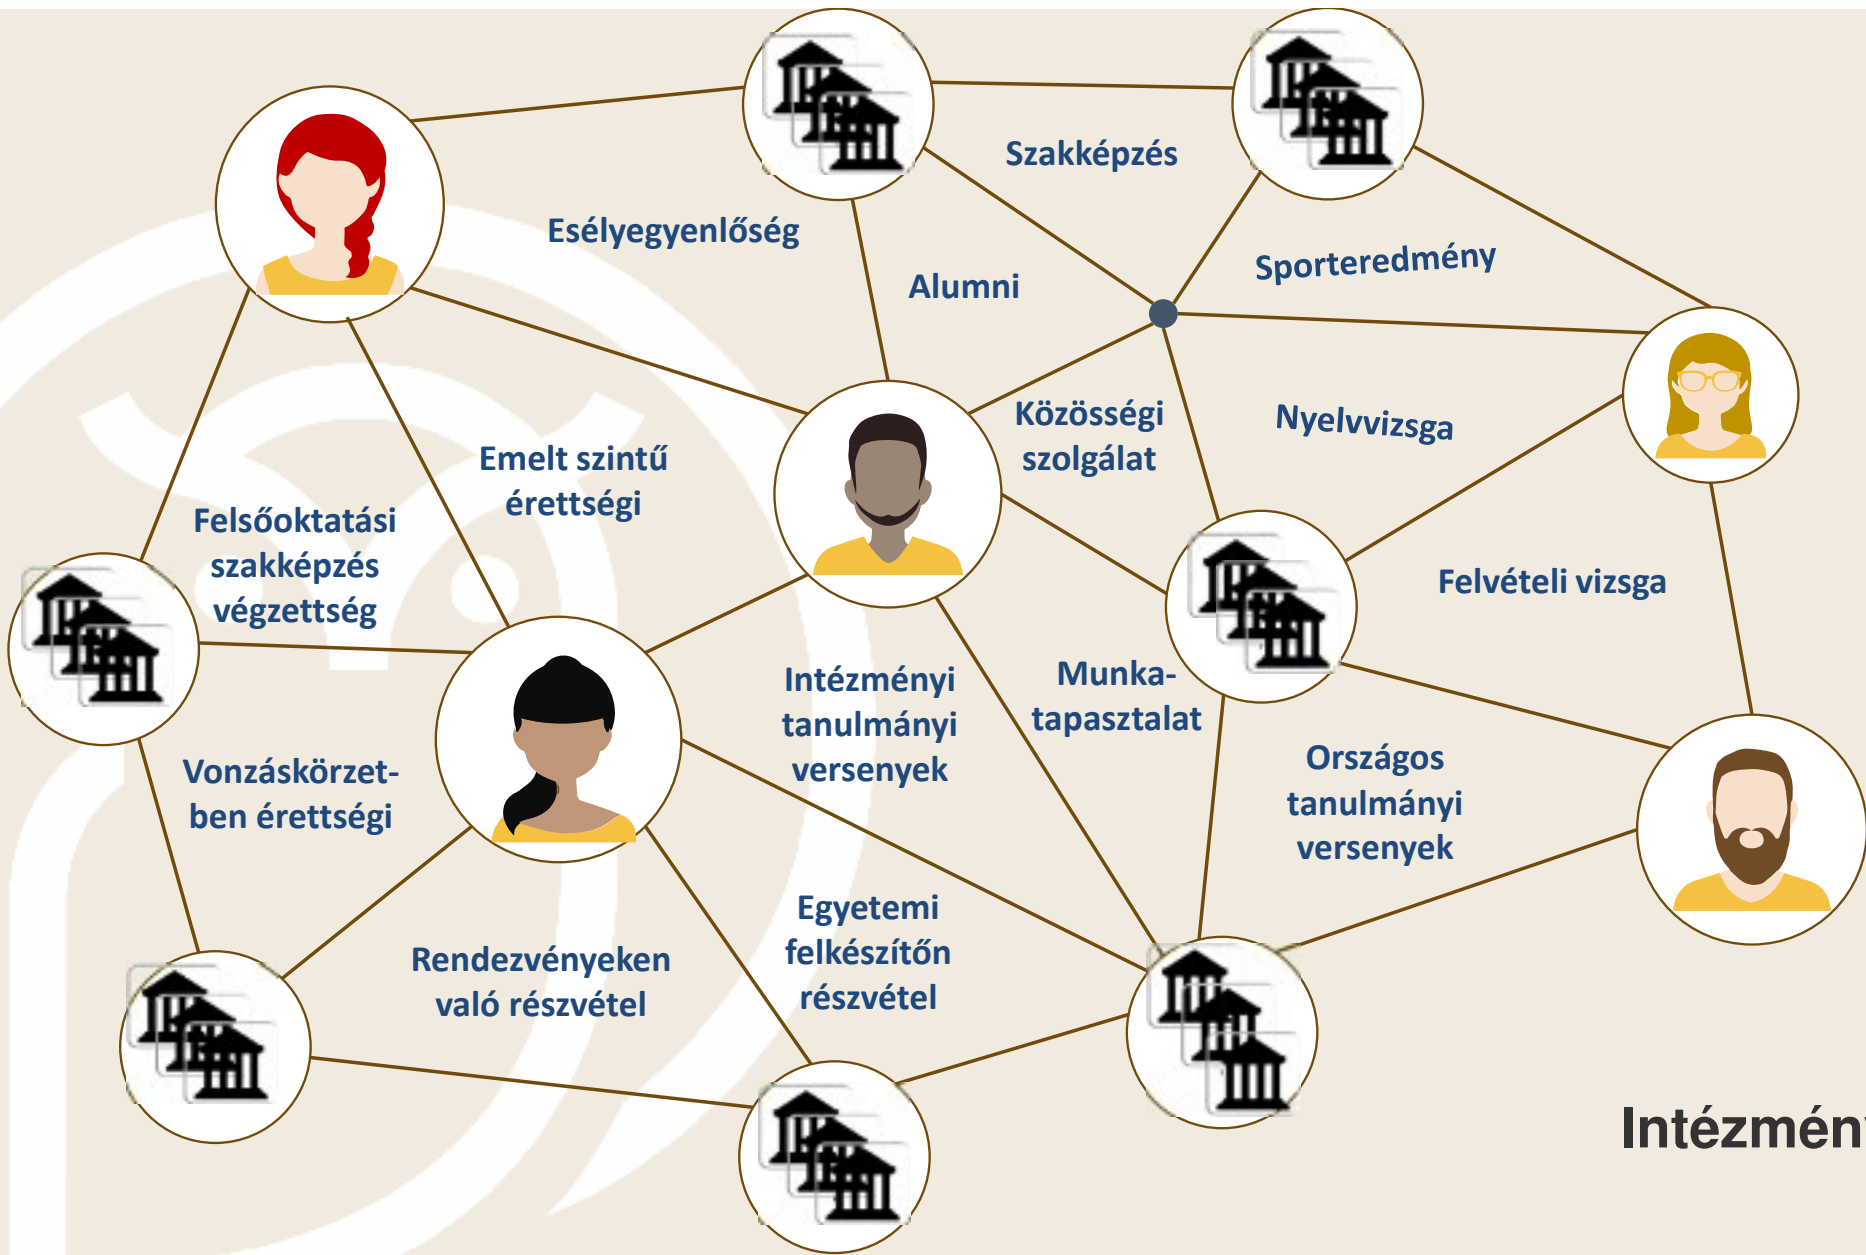 Szakképzés
Esélyegyenlőség
Sporteredmény
Alumni
Közösségi
szolgálat
Nyelvvizsga
Emelt szintű
érettségi
Felsőoktatási
szakképzés
végzettség
Felvételi vizsga
Intézményi
tanulmányi
versenyek
Munka-
tapasztalat
Vonzáskörzet-
ben érettségi
Országos
tanulmányi
versenyek
Egyetemi
felkészítőn
részvétel
Rendezvényeken
való részvétel
Intézmény